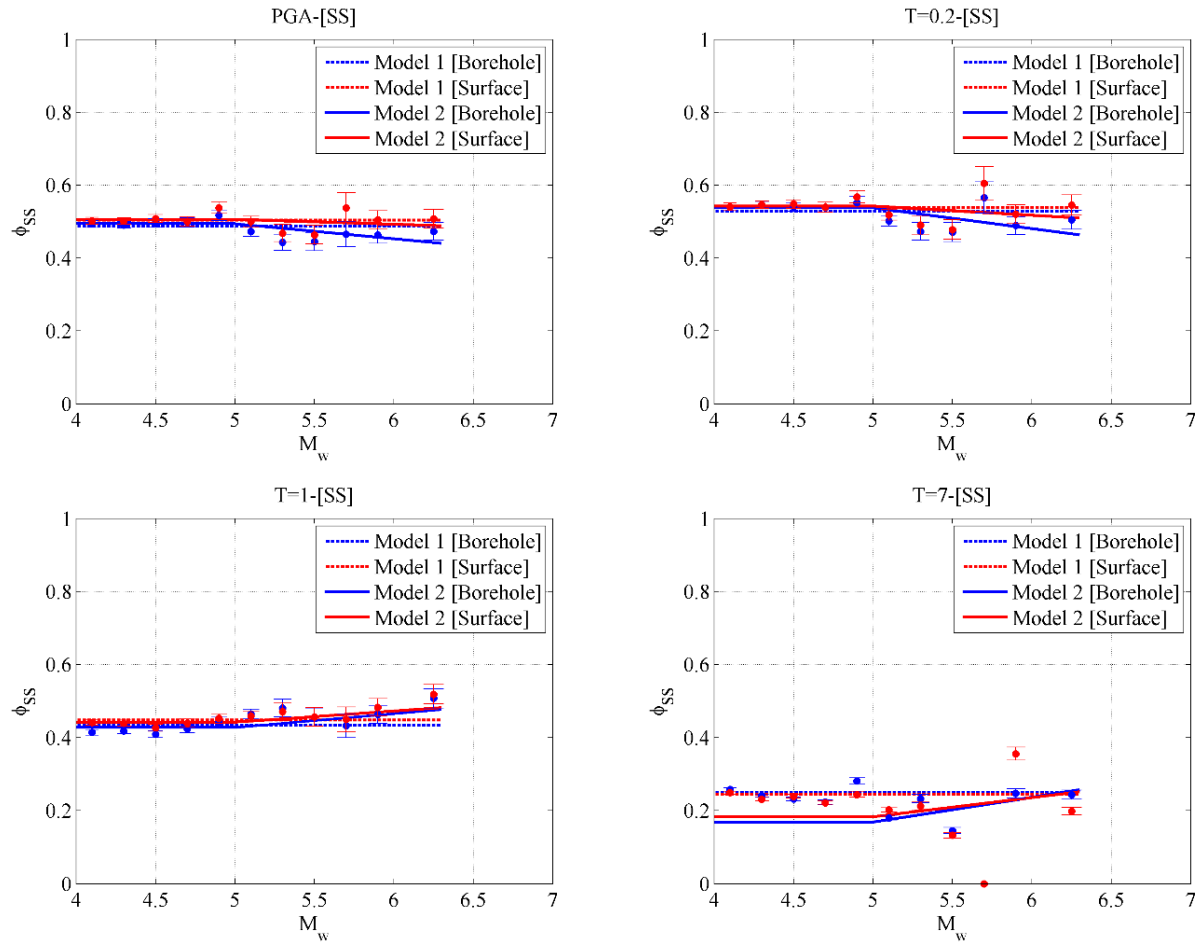 PGA-[SS]
1
0.8
0.6
0.4
0.2
0
ϕSS
4 4.5 5 5.5 6 6.5 7
Mw
Model 1 [Borehole]
Model 1 [Surface]
Model 2 [Borehole]
Model 2 [Surface]
T=0.2-[SS]
1
0.8
0.6
0.4
0.2
0
ϕSS
4 4.5 5 5.5 6 6.5 7
Mw
Model 1 [Borehole]
Model 1 [Surface]
Model 2 [Borehole]
Model 2 [Surface]
T=1-[SS]
1
0.8
0.6
0.4
0.2
0
ϕSS
4 4.5 5 5.5 6 6.5 7
Mw
Model 1 [Borehole]
Model 1 [Surface]
Model 2 [Borehole]
Model 2 [Surface]
T=7-[SS]
1
0.8
0.6
0.4
0.2
0
ϕSS
4 4.5 5 5.5 6 6.5 7
Mw
Model 1 [Borehole]
Model 1 [Surface]
Model 2 [Borehole]
Model 2 [Surface]